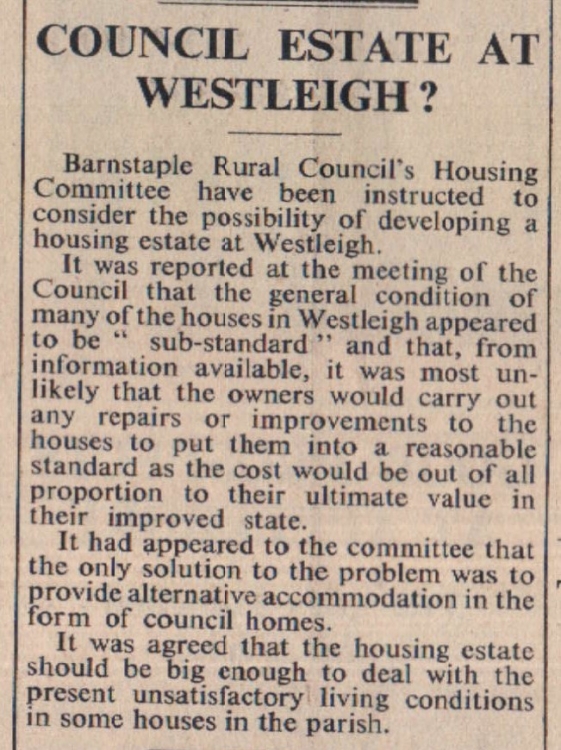 COUNCIL ESTATE AT
WESTLEIGH?
Barnstaple Rural Council's Housing
Committee have been instructed to
consider the possibility of developing a
housing estate at Westleigh.
It was reported at the meeting of the
Council that the general condition of
many of the houses in Westleigh appeared
to be “ sub-standard ” and that, from
information available, it was most un-
likely that the owners would carry out
any repairs or improvements to the
houses to put them into a reasonable
standard as the cost would be out of all
proportion to their ultimate value in
their improved state.
It had appeared to the committee that
the only solution to the problem was to
provide alternative accommodation in the
form of council homes.
It was agreed that the housing estate
should be big enough to deal with the
present unsatisfactory living conditions
in some houses in the parish.